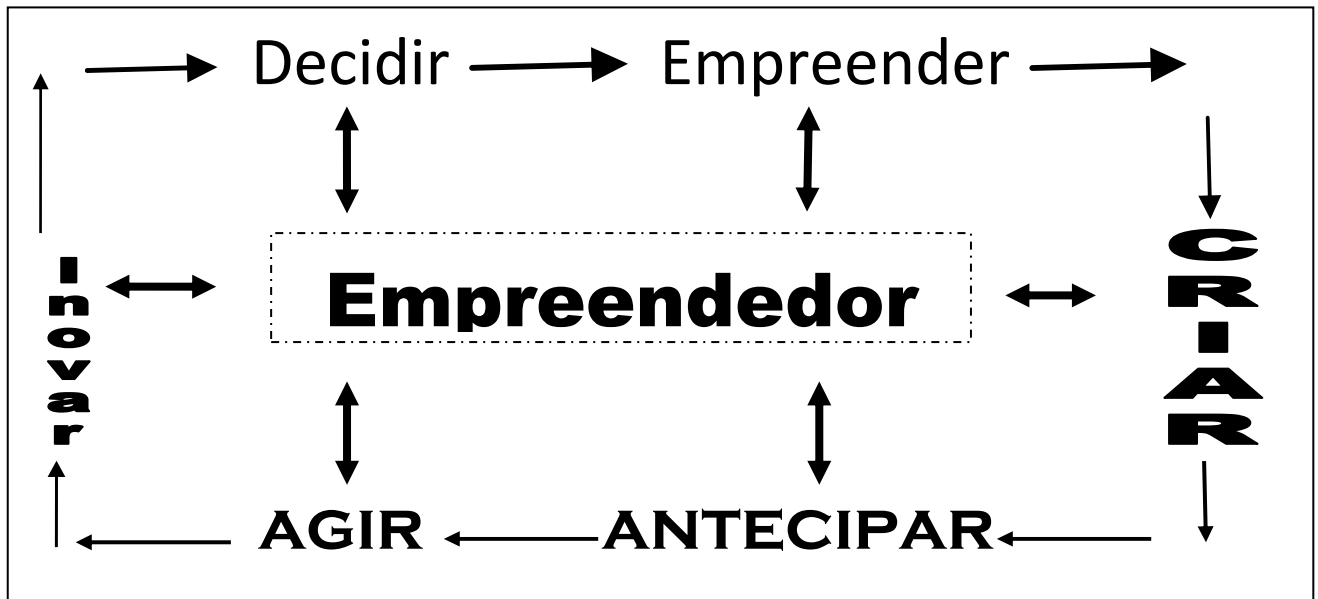 Decidir
Empreender
Inovar
Empreendedor
CRIAR
AGIR
ANTECIPAR